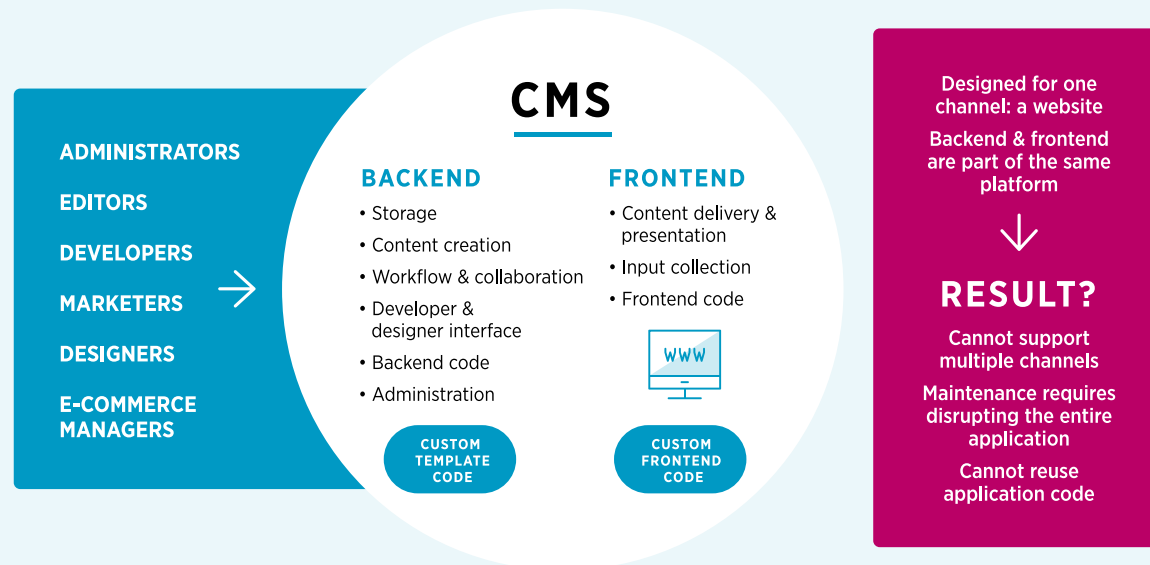 ADMINISTRATORS
EDITORS
DEVELOPERS
MARKETERS
DESIGNERS
E-COMMERCE
MANAGERS
CMS
BACKEND
• Storage
• Content creation
• Workflow & collaboration
• Developer &
designer interface
• Backend code
• Administration
CUSTOM
TEMPLATE
CODE
FRONTEND
• Content delivery &
presentation
• Input collection
• Frontend code
WWW
CUSTOM
FRONTEND
CODE
Designed for one
channel: a website
Backend & frontend
are part of the same
platform
RESULT?
Cannot support
multiple channels
Maintenance requires
disrupting the entire
application
Cannot reuse
application code